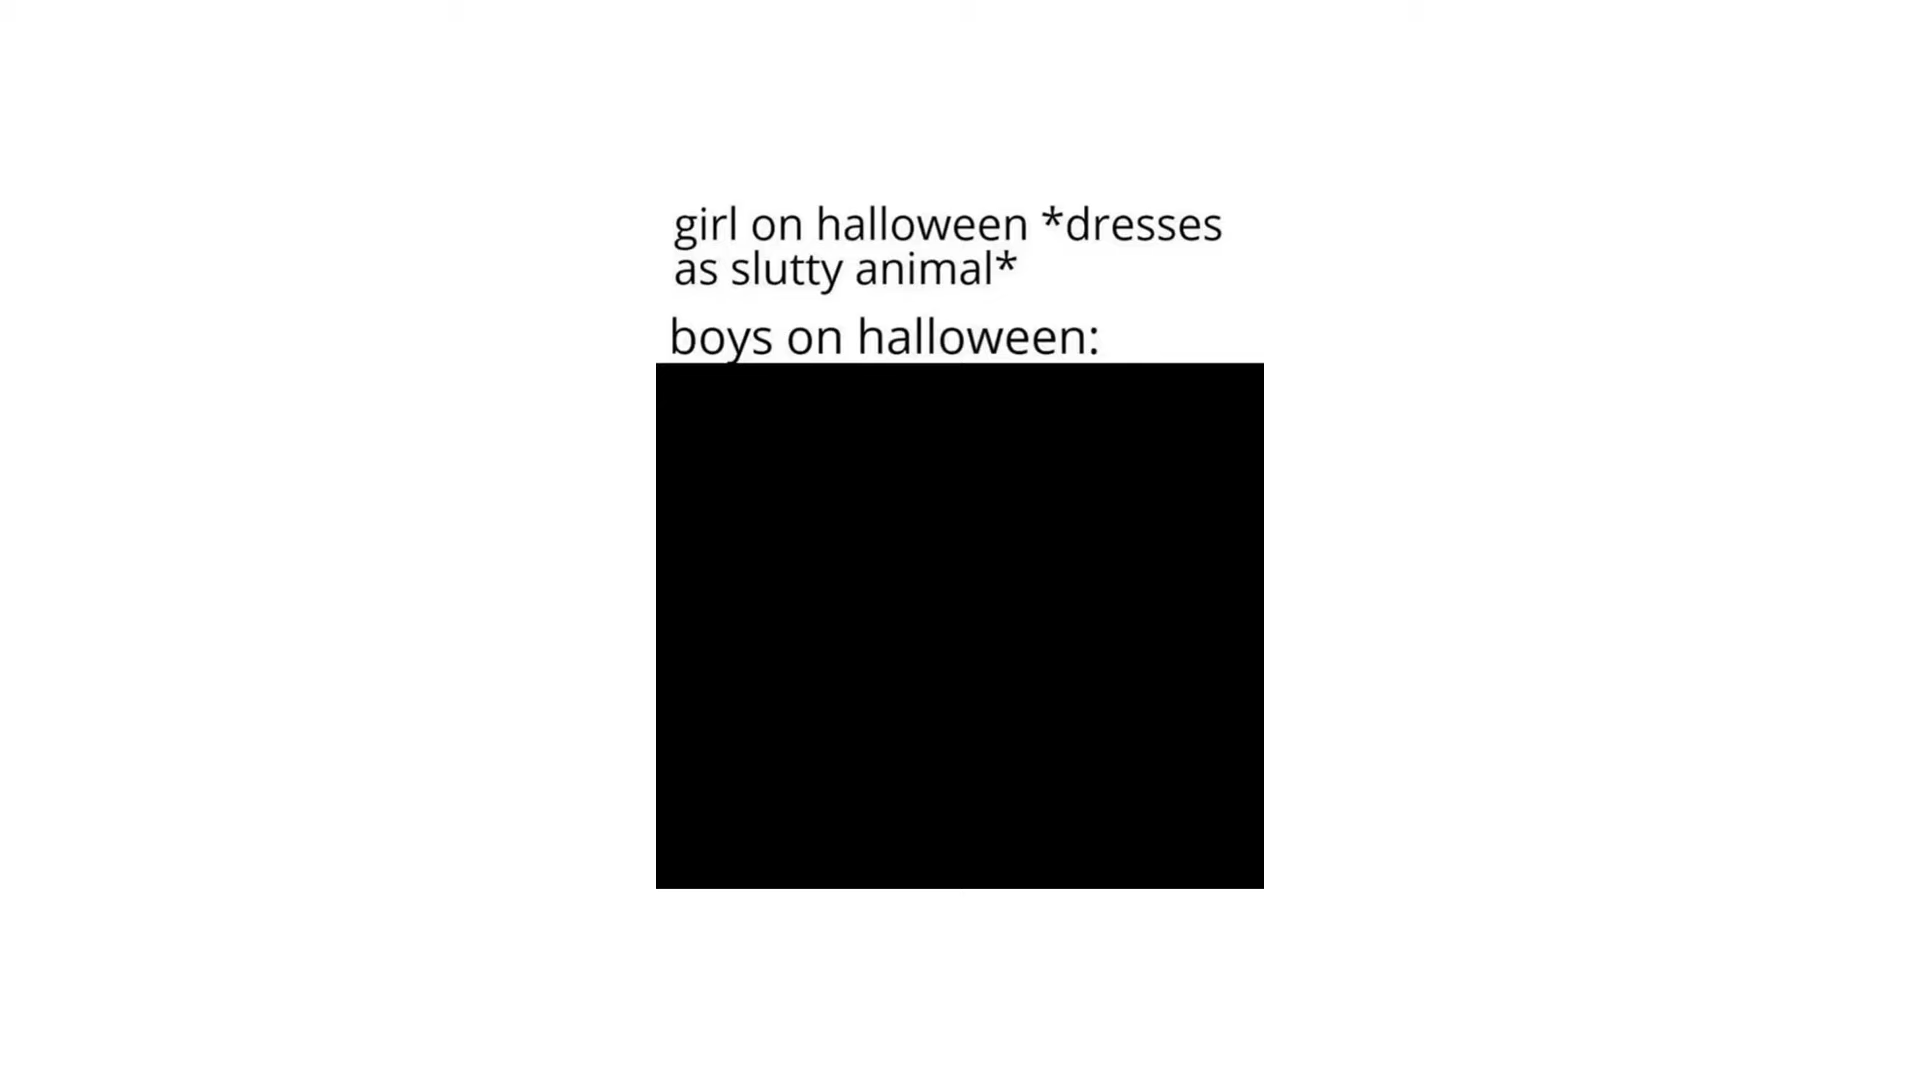 girl on halloween *dresses
as slutty animal*
boys on halloween: